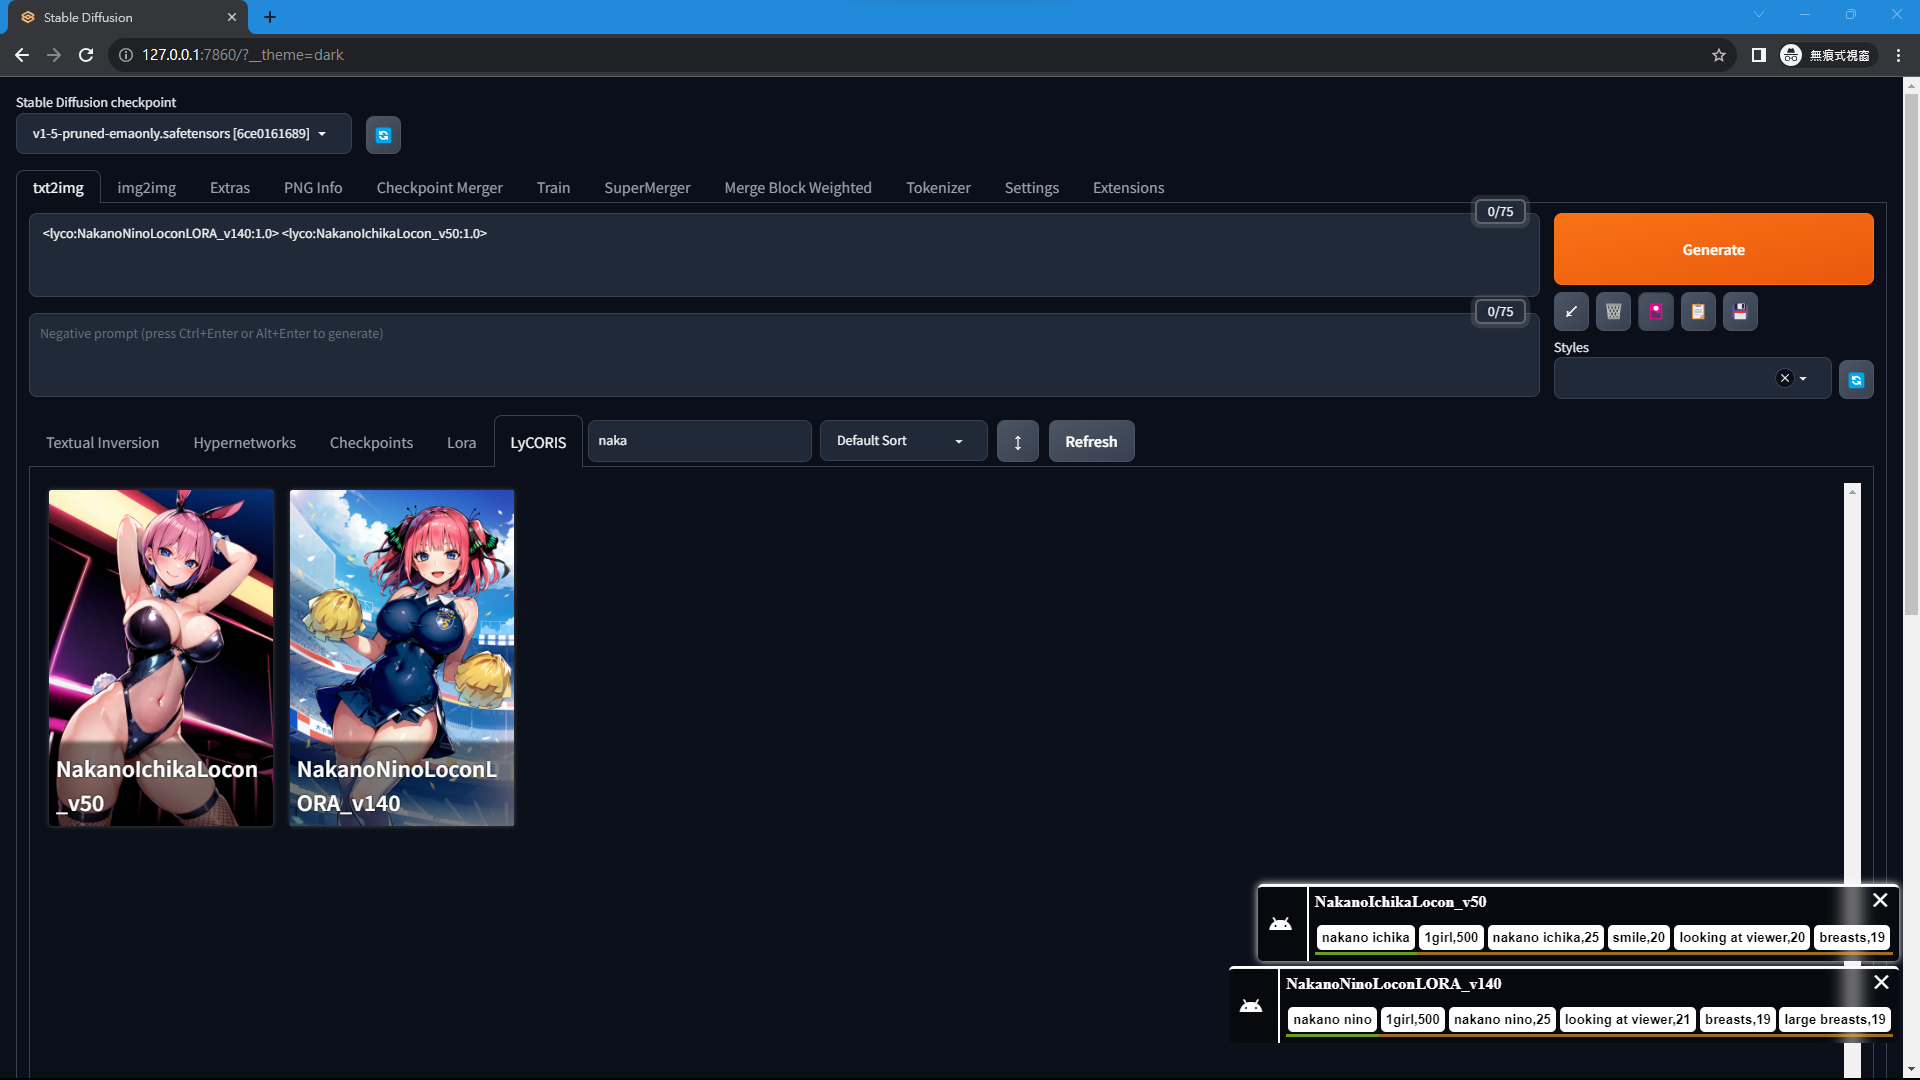 Stable Diffusion
127.0.0.1:7860/?__theme=dark
無痕式視窗
Stable Diffusion checkpoint
v1-5-pruned-emaonly.safetensors [6ce0161689]
txt2img img2img Extras PNG Info Checkpoint Merger Train SuperMerger Merge Block Weighted Tokenizer Settings Extensions
0/75
<lyco:NakanoNinoLoconLORA_v140:1.0> <lyco:NakanoIchikaLocon_v50:1.0>
Generate
0/75
Negative prompt (press Ctrl+Enter or Alt+Enter to generate)
Styles
Textual Inversion Hypernetworks Checkpoints Lora LyCORIS naka Default Sort Refresh
NakanoIchikaLocon
_v50
NakanoNinoLoconL
ORA_v140
NakanoIchikaLocon_v50
nakano ichika 1girl,500 nakano ichika,25 smile,20 looking at viewer,20 breasts,19
NakanoNinoLoconLORA_v140
nakano nino 1girl,500 nakano nino,25 looking at viewer,21 breasts,19 large breasts,19